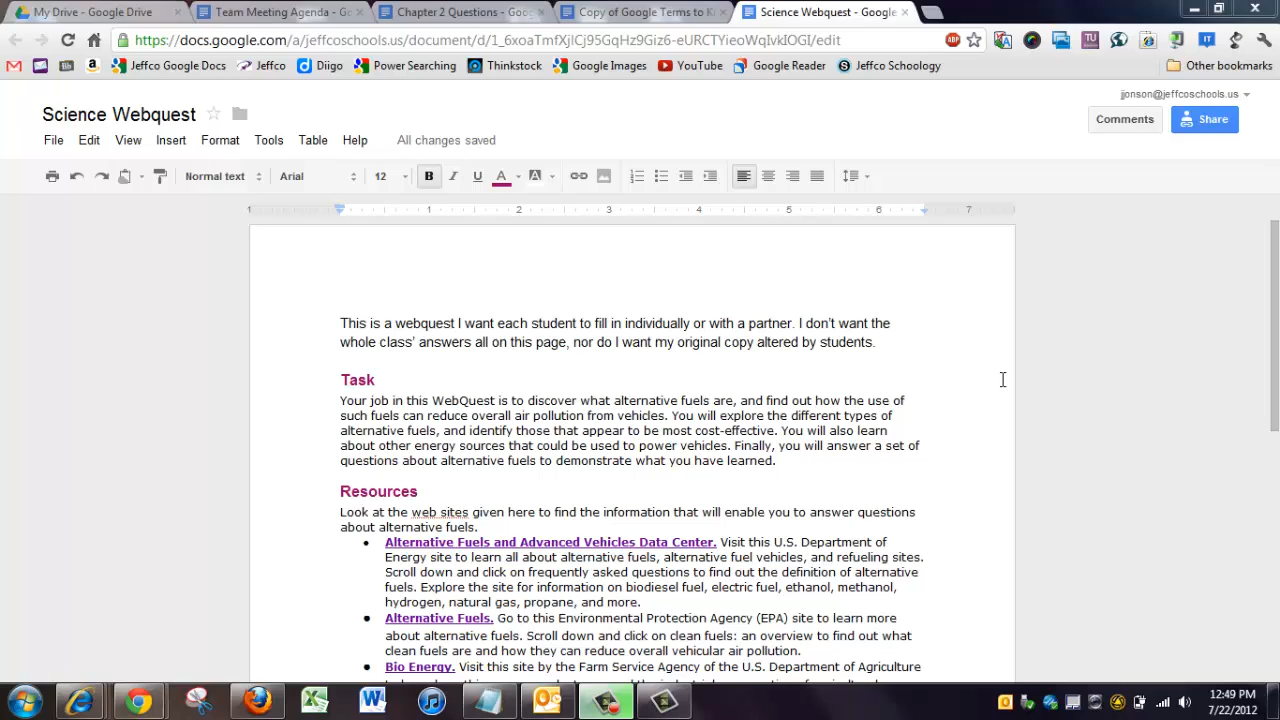 My Drive - Google Drive
Team Meeting Agenda - Go
Chapter 2 Questions - Goo
Copy of Google Terms to K
Science Webquest - Google
https://docs.google.com/a/jeffcoschools.us/document/d/1_6xoaTmfXjlCj95GqHz9Giz6-eURCTYieoWqIvkIOGI/edit
Jeffco Google Docs
Jeffco
Diigo
Power Searching
Thinkstock
Google Images
YouTube
Google Reader
Jeffco Schoology
Other bookmarks
jjonson@jeffcoschools.us
Science Webquest
Comments
Share
File Edit View Insert Format Tools Table Help All changes saved
Normal text Arial 12 B I U A A
1 1 2 3 4 5 6 7
This is a webquest I want each student to fill in individually or with a partner. I don't want the
whole class' answers all on this page, nor do I want my original copy altered by students.
Task
Your job in this WebQuest is to discover what alternative fuels are, and find out how the use of
such fuels can reduce overall air pollution from vehicles. You will explore the different types of
alternative fuels, and identify those that appear to be most cost-effective. You will also learn
about other energy sources that could be used to power vehicles. Finally, you will answer a set of
questions about alternative fuels to demonstrate what you have learned.
Resources
Look at the web sites given here to find the information that will enable you to answer questions
about alternative fuels.
• Alternative Fuels and Advanced Vehicles Data Center. Visit this U.S. Department of
Energy site to learn all about alternative fuels, alternative fuel vehicles, and refueling sites.
Scroll down and click on frequently asked questions to find out the definition of alternative
fuels. Explore the site for information on biodiesel fuel, electric fuel, ethanol, methanol,
hydrogen, natural gas, propane, and more.
• Alternative Fuels. Go to this Environmental Protection Agency (EPA) site to learn more
about alternative fuels. Scroll down and click on clean fuels: an overview to find out what
clean fuels are and how they can reduce overall vehicular air pollution.
• Bio Energy. Visit this site by the Farm Service Agency of the U.S. Department of Agriculture
12:49 PM
7/22/2012